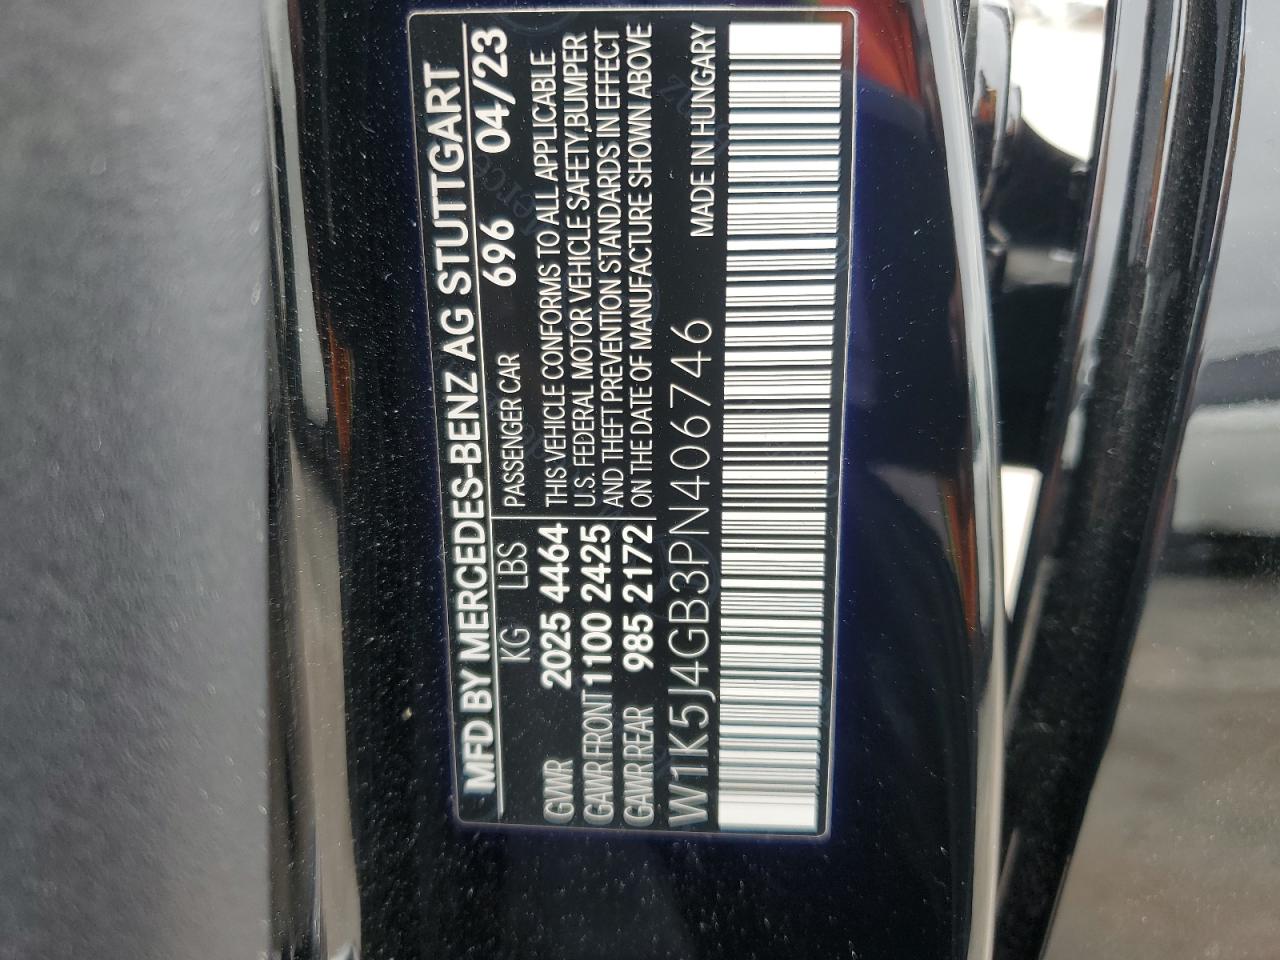 MFD BY MERCEDES-BENZ AG STUTTGART
KG LBS PASSENGER CAR 696 04/23
GVWR 2025 4464 THIS VEHICLE CONFORMS TO ALL APPLICABLE
GAWR FRONT 1100 2425 U.S. FEDERAL MOTOR VEHICLE SAFETY,BUMPER
GAWR REAR 985 2172 AND THEFT PREVENTION STANDARDS IN EFFECT
ON THE DATE OF MANUFACTURE SHOWN ABOVE
W1K5J4GB3PN406746 MADE IN HUNGARY